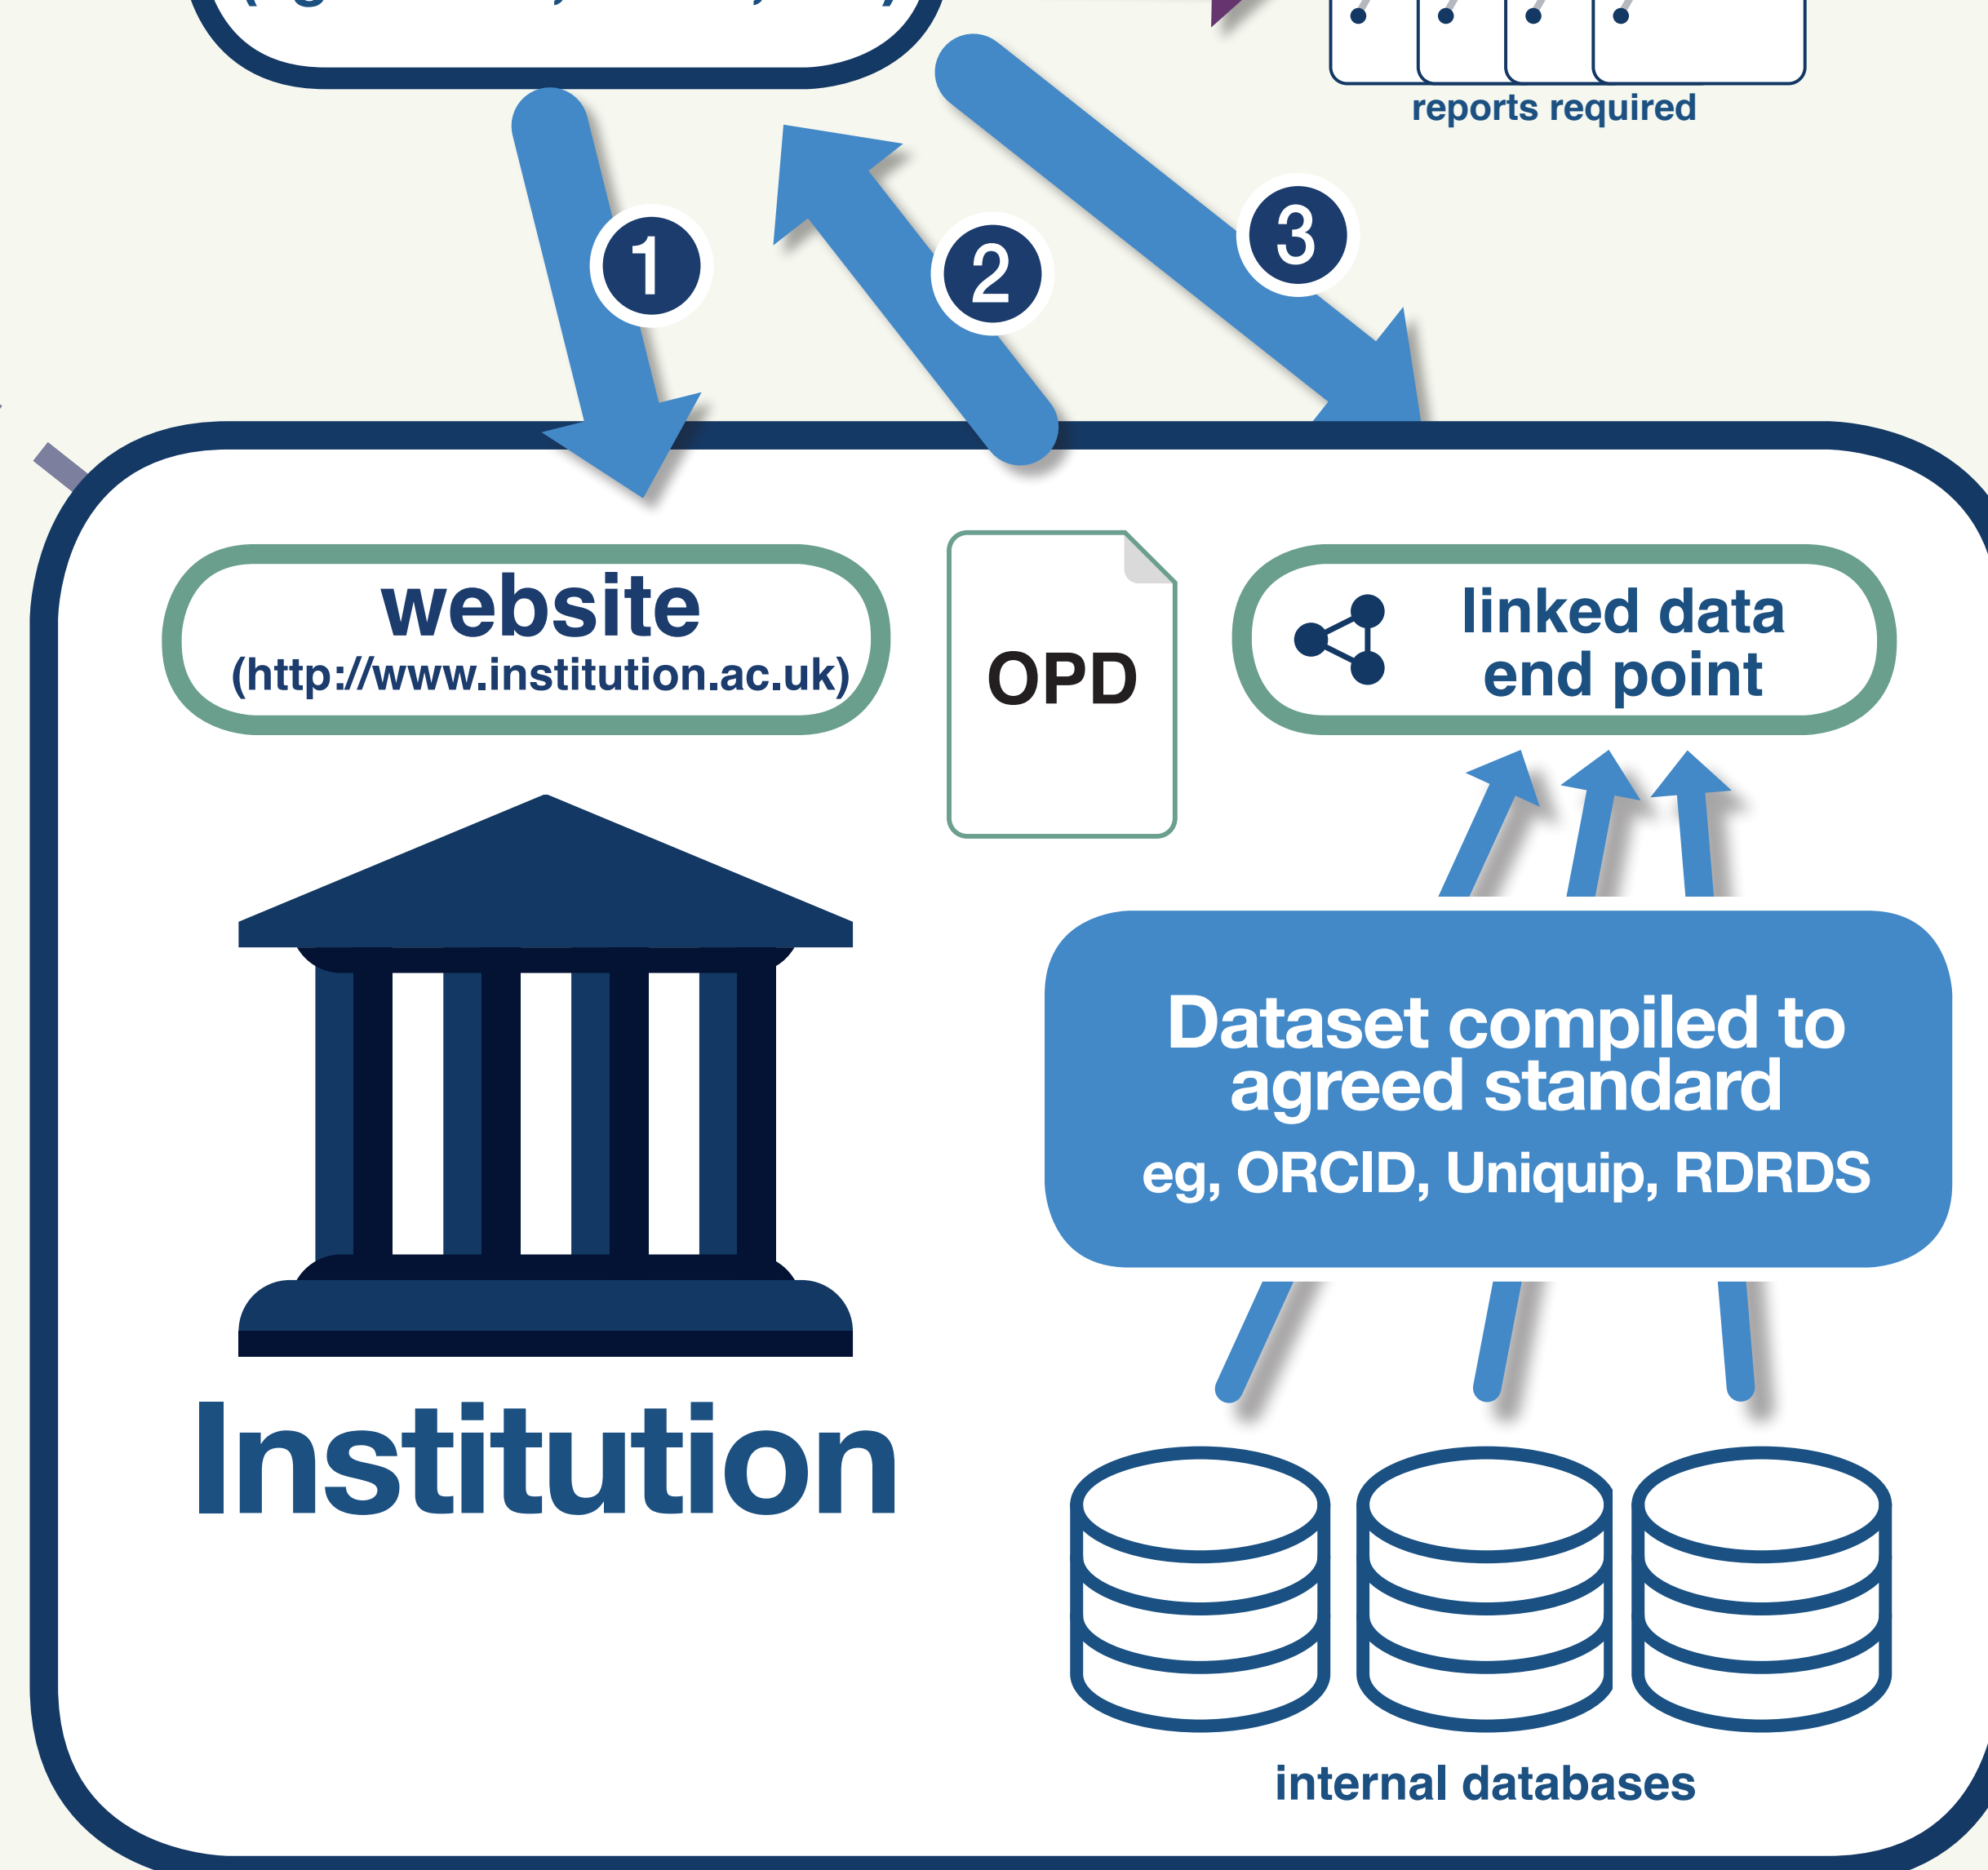 reports required
1
2
3
website
(http://www.institution.ac.uk)
OPD
linked data
end point
Dataset compiled to
agreed standard
eg, ORCID, Uniquip, RDRDS
Institution
internal databases